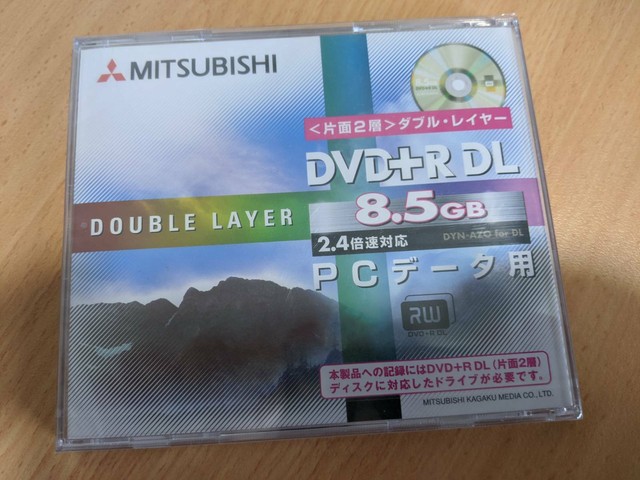 MITSUBISHI
<片面2層>ダブル・レイヤー
DVD+R DL
DOUBLE LAYER
8.5GB
2.4倍速対応
DYN-AZO for DL
PCデータ用
RW
DVD+R DL
本製品への記録にはDVD+R DL(片面2層)
ディスクに対応したドライブが必要です。
MITSUBISHI KAGAKU MEDIA CO., LTD.